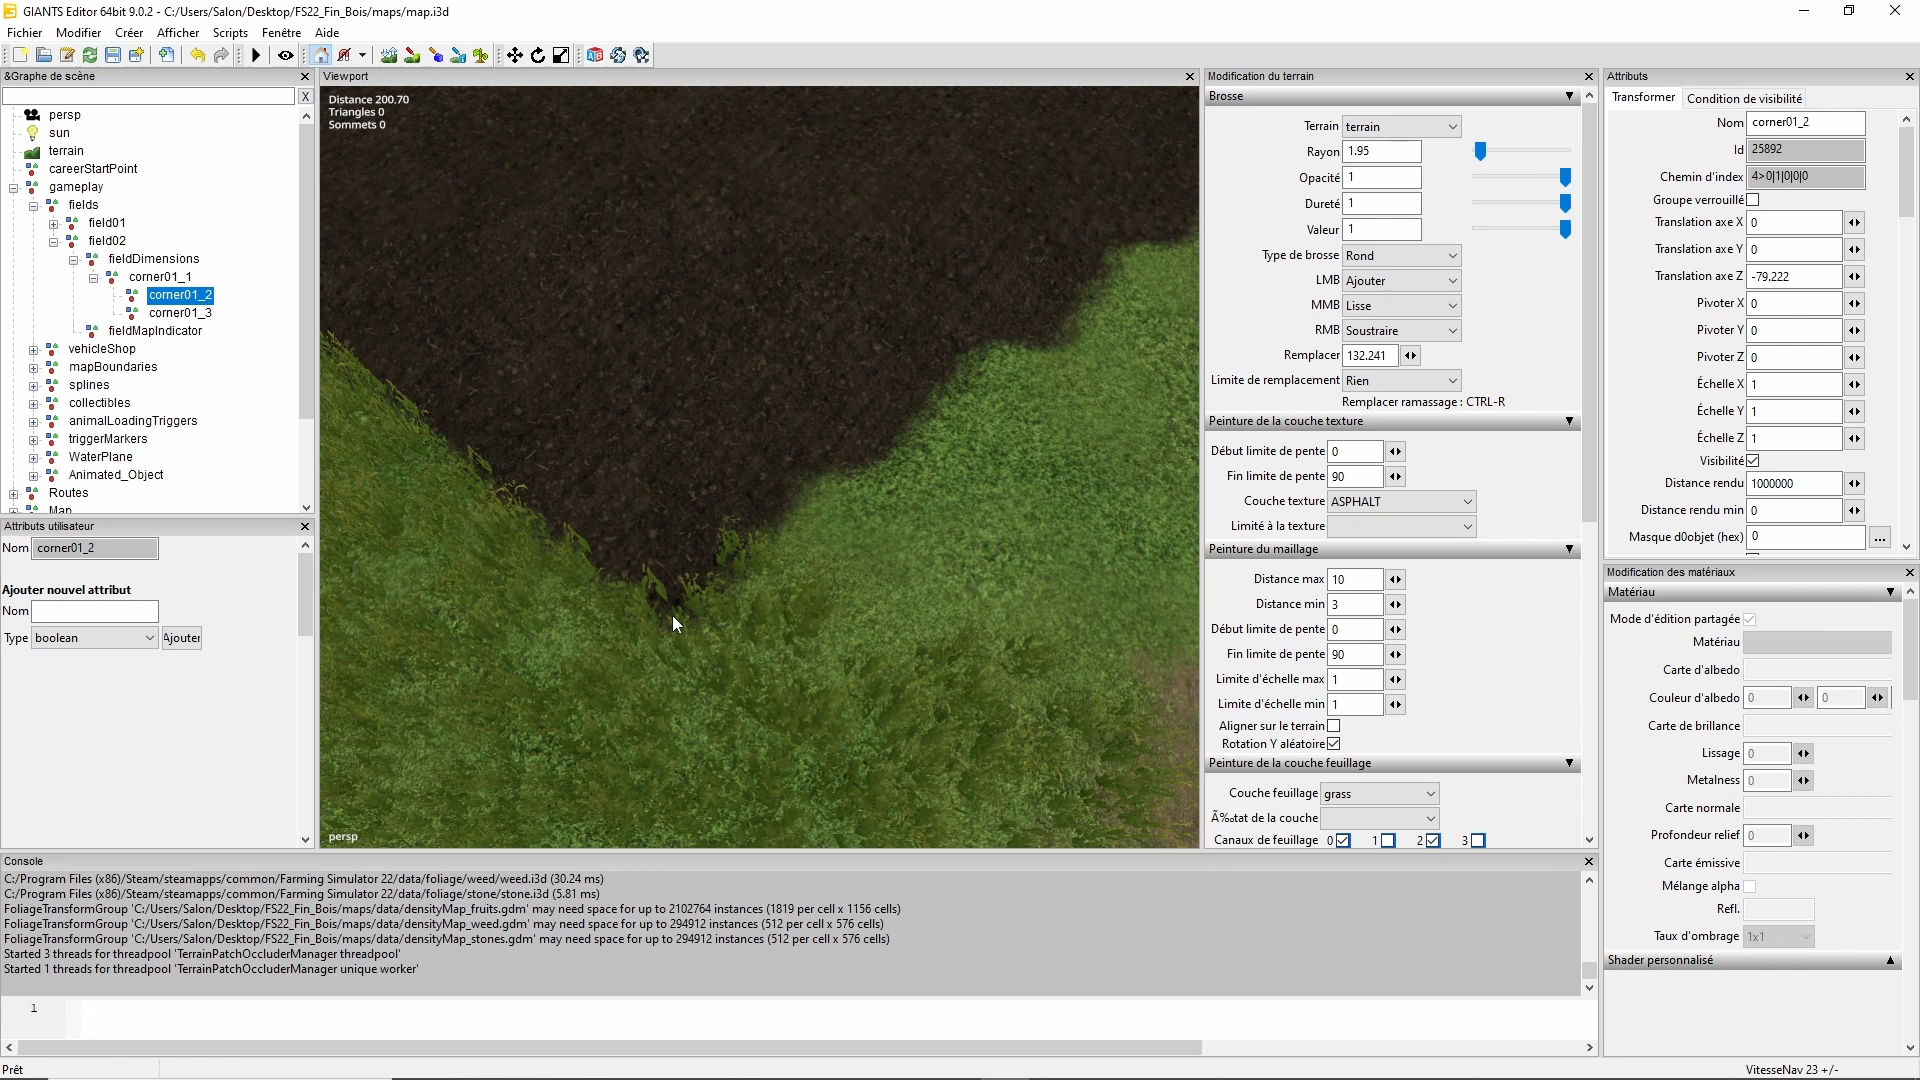 GIANTS Editor 64bit 9.0.2 - C:/Users/Salon/Desktop/FS22_Fin_Bois/maps/map.i3d
Fichier Modifier Créer Afficher Scripts Fenêtre Aide
&Graphe de scène
X
persp
sun
terrain
careerStartPoint
gameplay
fields
field01
field02
fieldDimensions
corner01_1
corner01_2
corner01_3
fieldMapIndicator
vehicleShop
mapBoundaries
splines
collectibles
animalLoadingTriggers
triggerMarkers
WaterPlane
Animated_Object
Routes
Map
Attributs utilisateur
Nom corner01_2
Ajouter nouvel attribut
Nom
Type boolean Ajouter
Viewport
Distance 200.70
Triangles 0
Sommets 0
persp
Modification du terrain
Brosse
Terrain terrain
Rayon 1.95
Opacité 1
Dureté 1
Valeur 1
Type de brosse Rond
LMB Ajouter
MMB Lisse
RMB Soustraire
Remplacer 132.241
Limite de remplacement Rien
Remplacer ramassage : CTRL-R
Peinture de la couche texture
Début limite de pente 0
Fin limite de pente 90
Couche texture ASPHALT
Limité à la texture
Peinture du maillage
Distance max 10
Distance min 3
Début limite de pente 0
Fin limite de pente 90
Limite d'échelle max 1
Limite d'échelle min 1
Aligner sur le terrain
Rotation Y aléatoire
Peinture de la couche feuillage
Couche feuillage grass
Ã‰tat de la couche
Canaux de feuillage 0 1 2 3
Attributs
Transformer Condition de visibilité
Nom corner01_2
Id 25892
Chemin d'index 4>0|1|0|0|0
Groupe verrouillé
Translation axe X 0
Translation axe Y 0
Translation axe Z -79.222
Pivoter X 0
Pivoter Y 0
Pivoter Z 0
Échelle X 1
Échelle Y 1
Échelle Z 1
Visibilité
Distance rendu 1000000
Distance rendu min 0
Masque d0objet (hex) 0 ...
Modification des matériaux
Matériau
Mode d'édition partagée
Matériau
Carte d'albedo
Couleur d'albedo 0 0
Carte de brillance
Lissage 0
Metalness 0
Carte normale
Profondeur relief 0
Carte émissive
Mélange alpha
Refl.
Taux d'ombrage 1x1
Shader personnalisé
Console
C:/Program Files (x86)/Steam/steamapps/common/Farming Simulator 22/data/foliage/weed/weed.i3d (30.24 ms)
C:/Program Files (x86)/Steam/steamapps/common/Farming Simulator 22/data/foliage/stone/stone.i3d (5.81 ms)
FoliageTransformGroup 'C:/Users/Salon/Desktop/FS22_Fin_Bois/maps/data/densityMap_fruits.gdm' may need space for up to 2102764 instances (1819 per cell x 1156 cells)
FoliageTransformGroup 'C:/Users/Salon/Desktop/FS22_Fin_Bois/maps/data/densityMap_weed.gdm' may need space for up to 294912 instances (512 per cell x 576 cells)
FoliageTransformGroup 'C:/Users/Salon/Desktop/FS22_Fin_Bois/maps/data/densityMap_stones.gdm' may need space for up to 294912 instances (512 per cell x 576 cells)
Started 3 threads for threadpool 'TerrainPatchOccluderManager threadpool'
Started 1 threads for threadpool 'TerrainPatchOccluderManager unique worker'
1
Prêt
VitesseNav 23 +/-